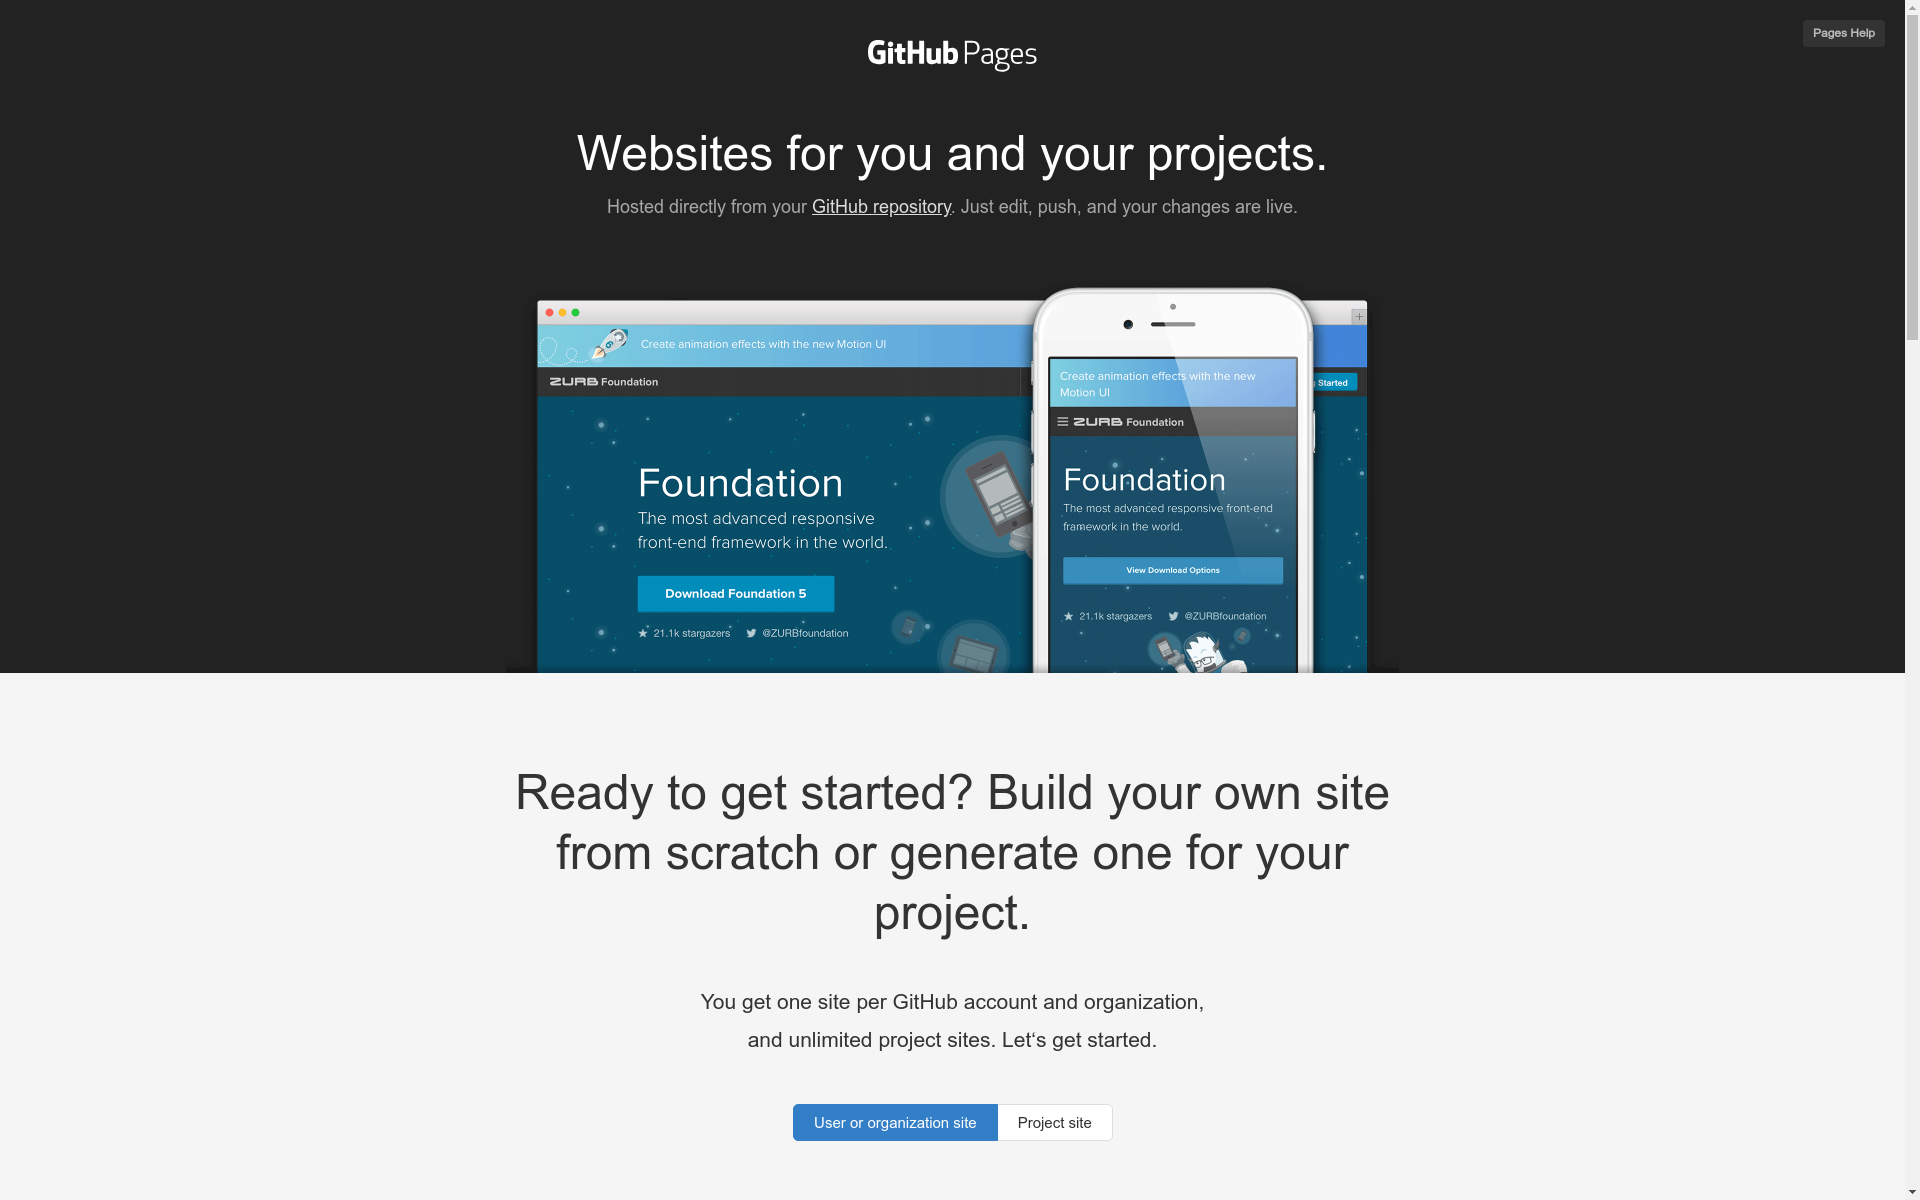 GitHub Pages
Pages Help
Websites for you and your projects.
Hosted directly from your GitHub repository. Just edit, push, and your changes are live.
Create animation effects with the new Motion UI
ZURB Foundation
Started
Foundation
The most advanced responsive
front-end framework in the world.
Download Foundation 5
21.1k stargazers @ZURBfoundation
Create animation effects with the new
Motion UI
ZURB Foundation
Foundation
The most advanced responsive front-end
framework in the world.
View Download Options
21.1k stargazers @ZURBfoundation
Ready to get started? Build your own site
from scratch or generate one for your
project.
You get one site per GitHub account and organization,
and unlimited project sites. Let‘s get started.
User or organization site
Project site